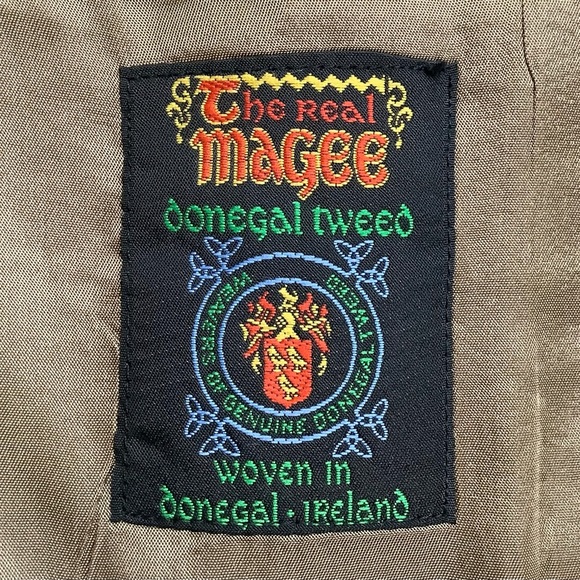 The Real
MAGEE
donegal tweed
WEAVERS OF GENUINE DONEGAL TWEED
WOVEN IN
donegal · IRELAND